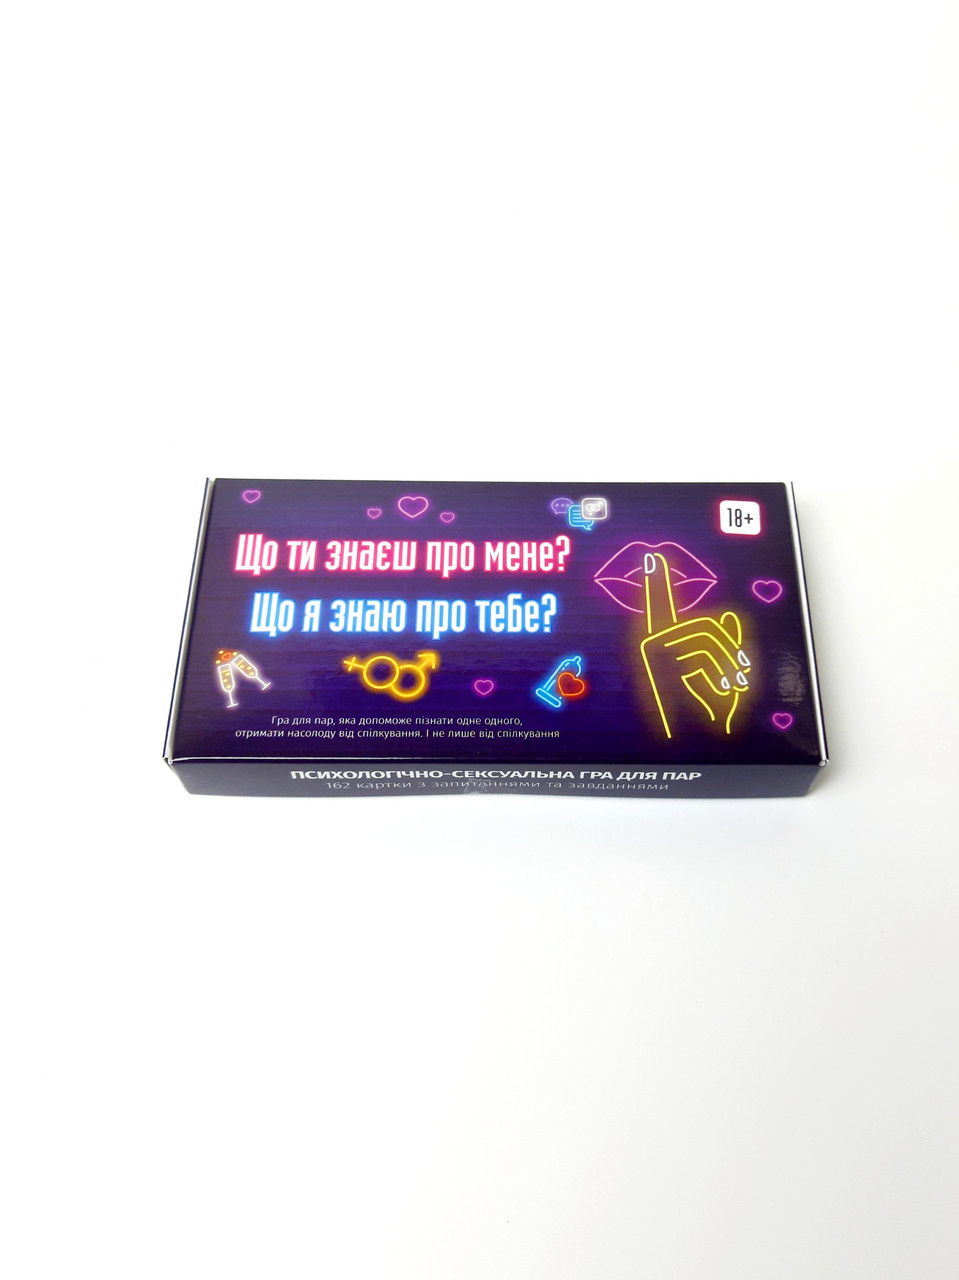 18+
Що ти знаєш про мене?
Що я знаю про тебе?
Гра для пар, яка допоможе пізнати одне одного,
отримати насолоду від спілкування. І не лише від спілкування
ПСИХОЛОГІЧНО-СЕКСУАЛЬНА ГРА ДЛЯ ПАР
162 картки з запитаннями та завданнями